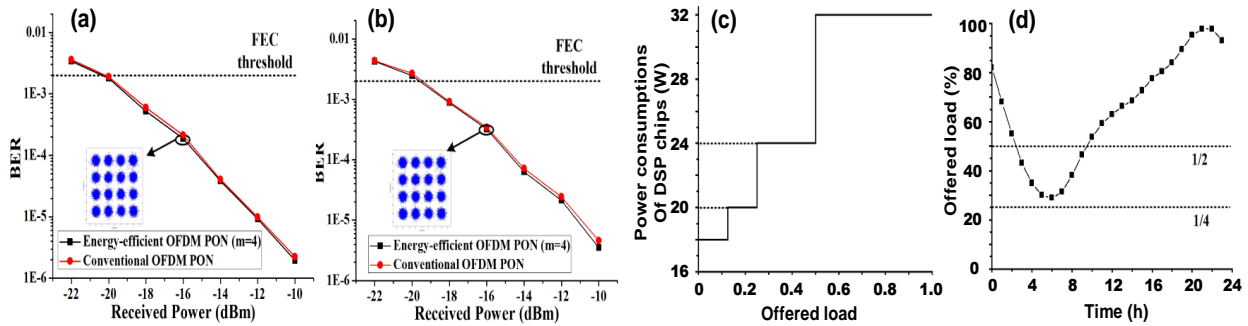 (a)
FEC
threshold
0.01
1E-3
1E-4
1E-5
1E-6
BER
Energy-efficient OFDM PON (m=4)
Conventional OFDM PON
-22 -20 -18 -16 -14 -12 -10
Received Power (dBm)
(b)
FEC
threshold
0.01
1E-3
1E-4
1E-5
1E-6
BER
Energy-efficient OFDM PON (m=4)
Conventional OFDM PON
-22 -20 -18 -16 -14 -12 -10
Received Power (dBm)
(c)
Power consumptions
Of DSP chips (W)
32
28
24
20
16
0 0.2 0.4 0.6 0.8 1.0
Offered load
(d)
Offered load (%)
100
80
60
40
20
0
1/2
1/4
0 4 8 12 16 20 24
Time (h)